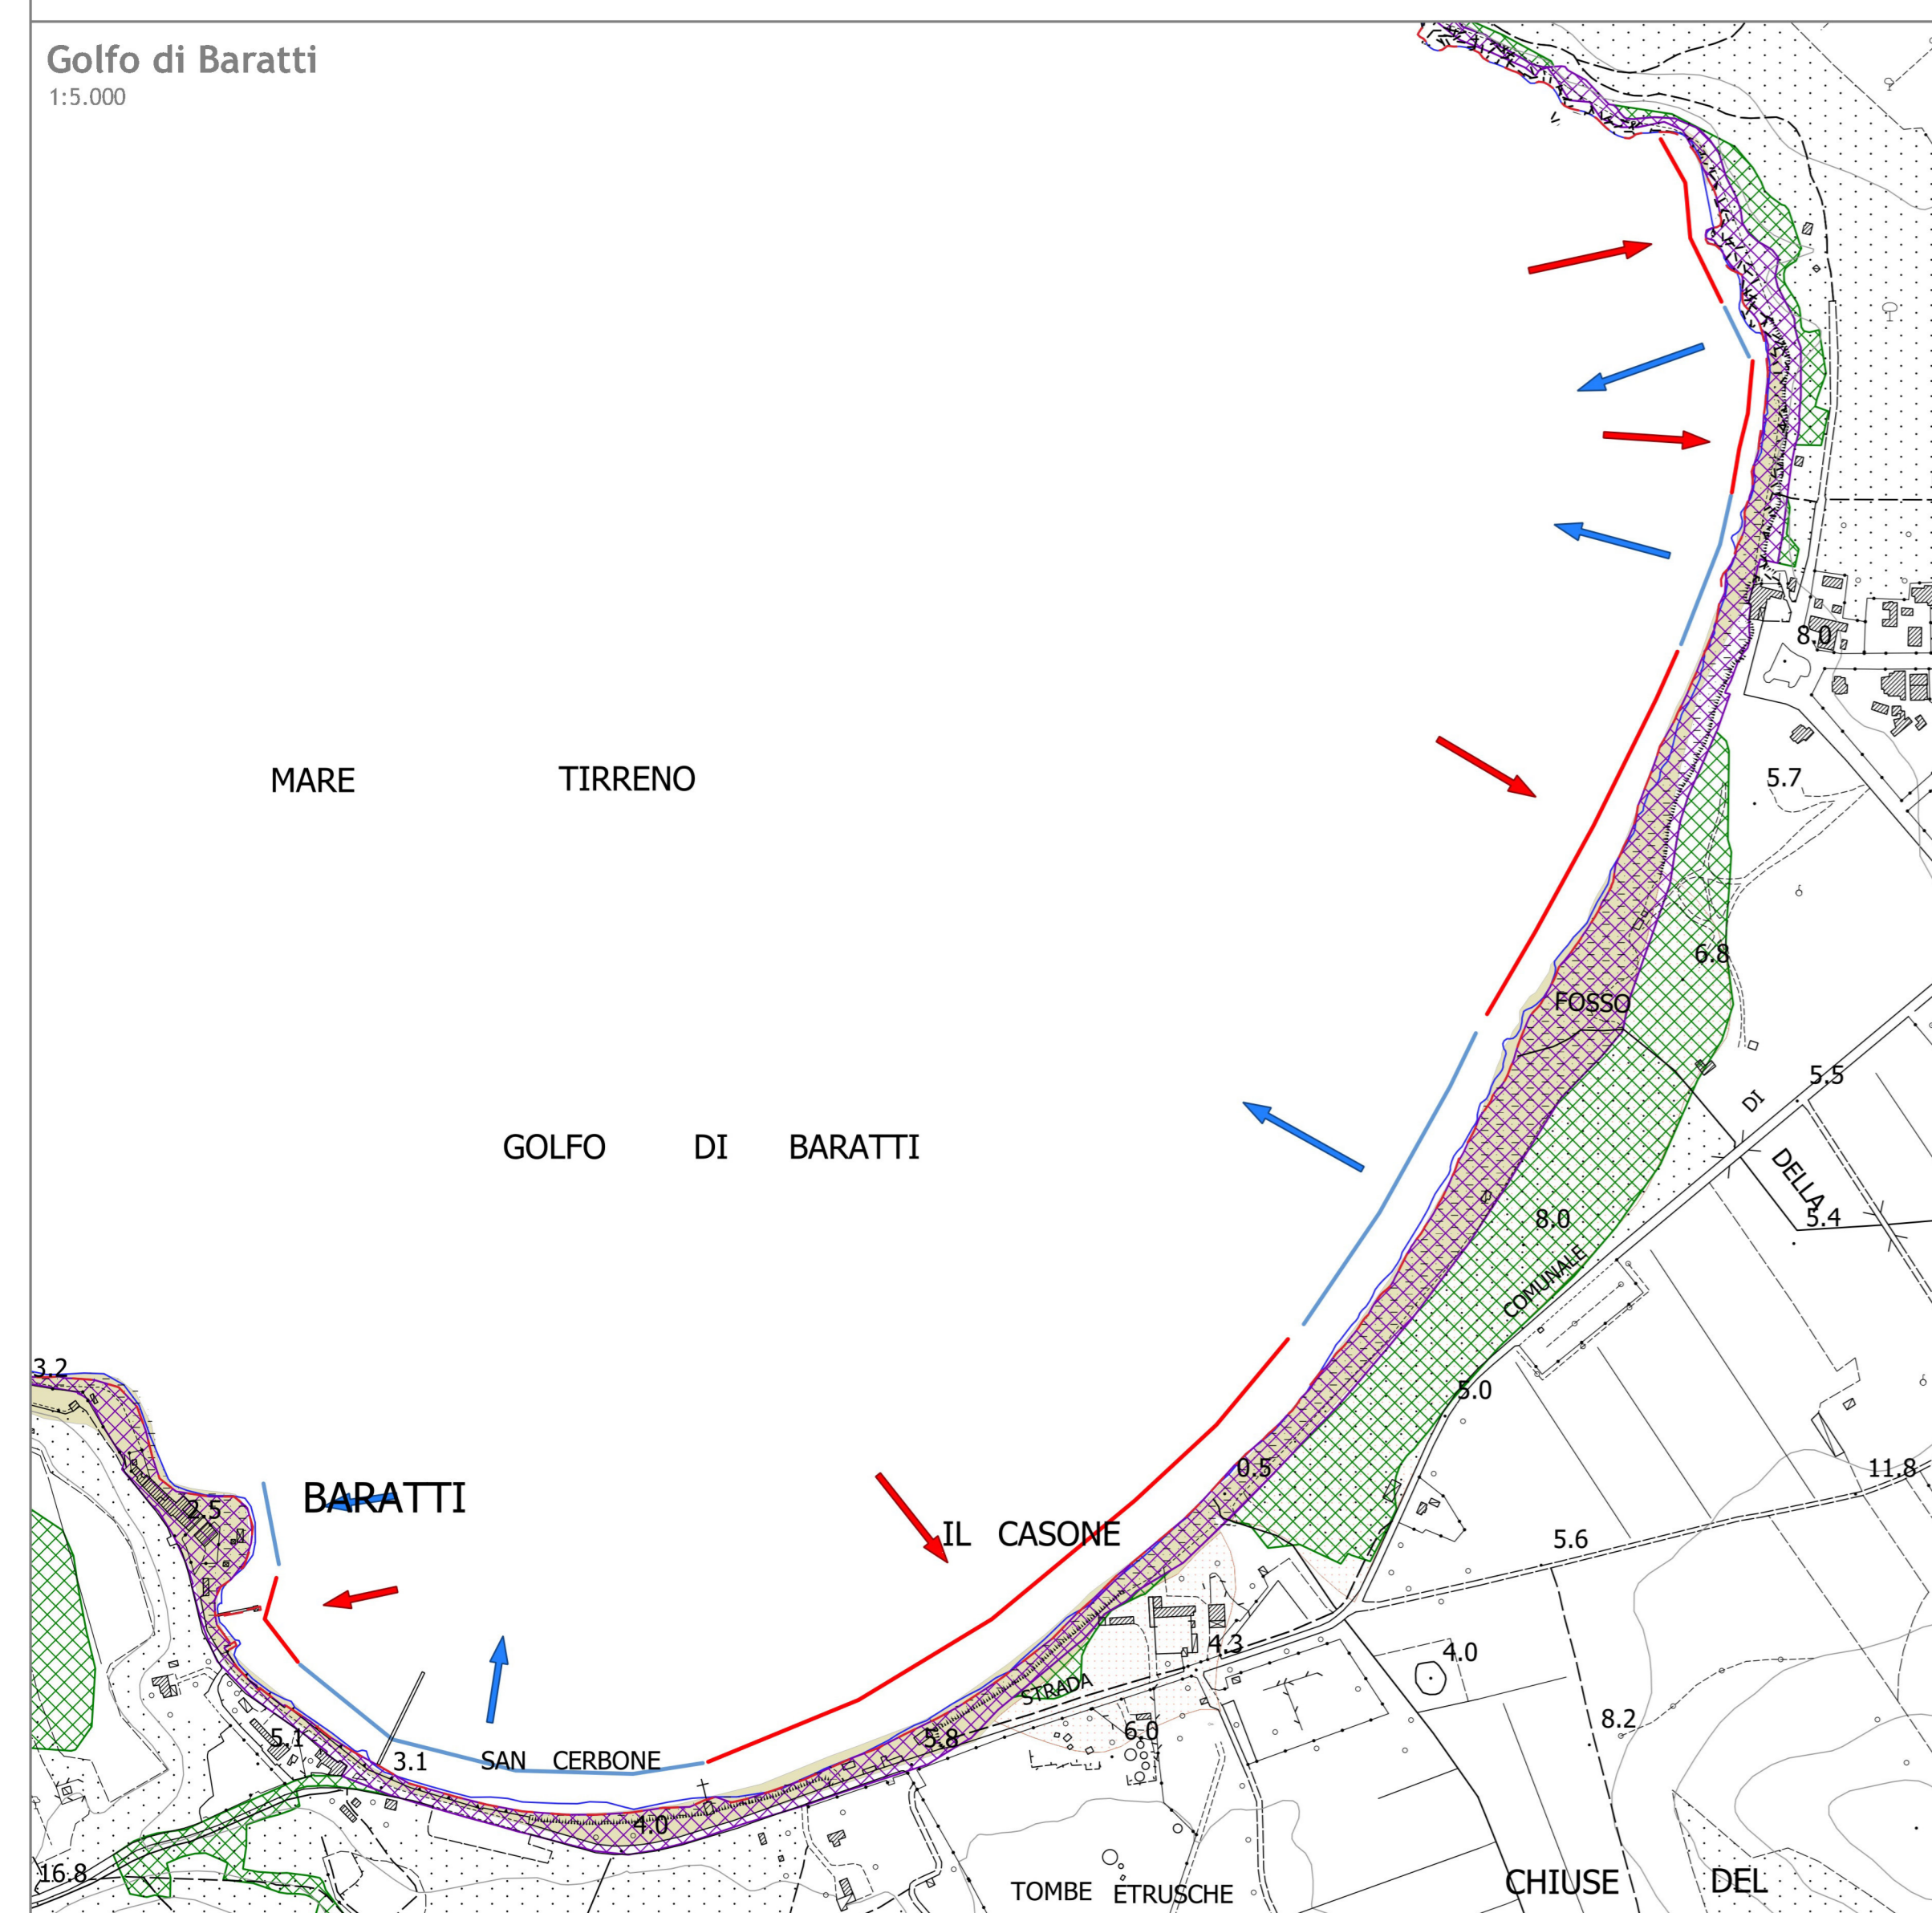 Golfo di Baratti
1:5.000
8.0
MARE TIRRENO
5.7
6.8
FOSSO
5.5
DI
GOLFO DI BARATTI
DELLA
5.4
8.0
COMUNALE
3.2
5.0
0.5
11.8
BARATTI
2.5
IL CASONE
5.6
4.3
4.0
STRADA
8.2
5.1
5.8
6.0
3.1
SAN CERBONE
4.0
16.8
TOMBE ETRUSCHE
CHIUSE DEL